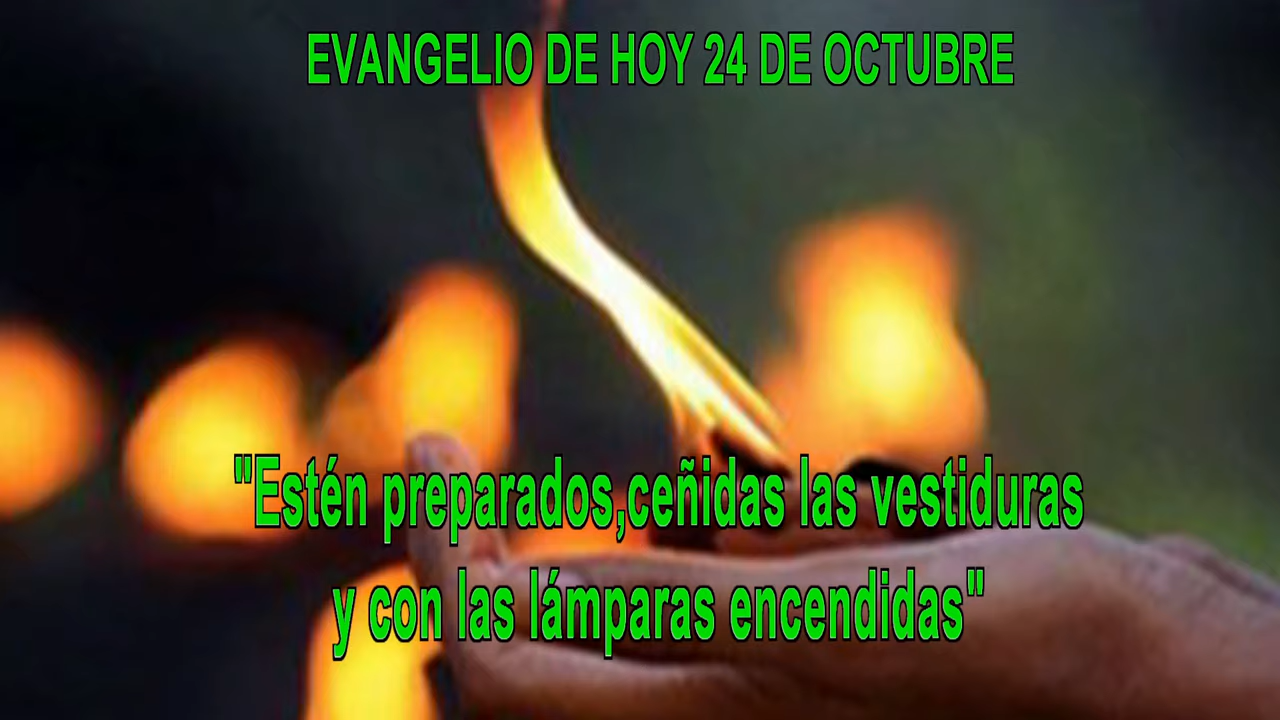 EVANGELIO DE HOY 24 DE OCTUBRE
"Estén preparados,ceñidas las vestiduras
y con las lámparas encendidas"